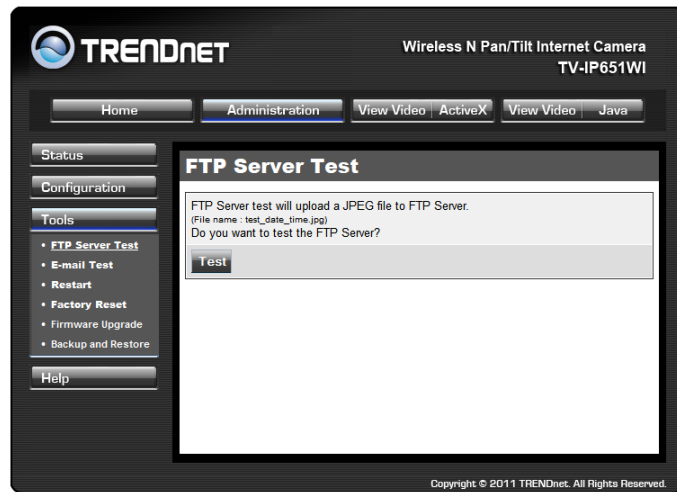 TRENDNET
Wireless N Pan/Tilt Internet Camera
TV-IP651WI
Home
Administration
View Video ActiveX
View Video Java
Status
Configuration
Tools
• FTP Server Test
• E-mail Test
• Restart
• Factory Reset
• Firmware Upgrade
• Backup and Restore
Help
FTP Server Test
FTP Server test will upload a JPEG file to FTP Server.
(File name : test_date_time.jpg)
Do you want to test the FTP Server?
Test
Copyright © 2011 TRENDnet. All Rights Reserved.